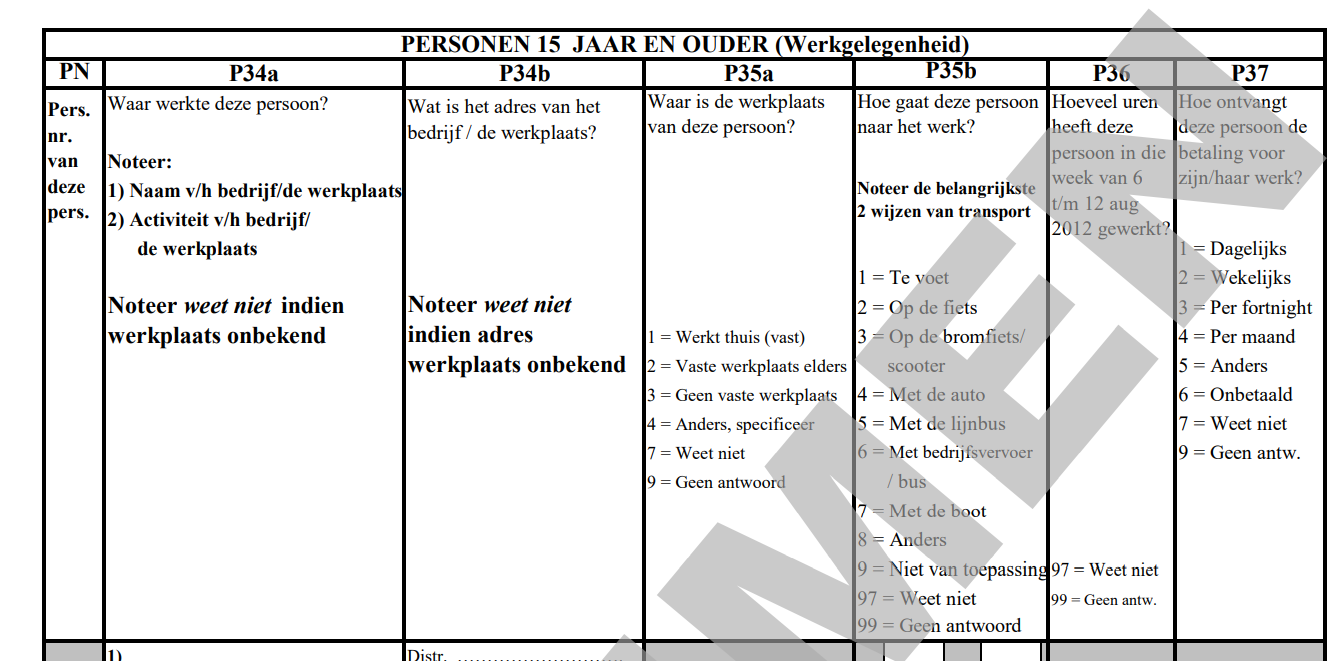 PERSONEN 15 JAAR EN OUDER (Werkgelegenheid)
PN
P34a
P34b
P35a
P35b
P36
P37
Pers.
nr.
van
deze
pers.
Waar werkte deze persoon?
Noteer:
1) Naam v/h bedrijf/de werkplaats
2) Activiteit v/h bedrijf/
de werkplaats
Noteer weet niet indien
werkplaats onbekend
Wat is het adres van het
bedrijf / de werkplaats?
Noteer weet niet
indien adres
werkplaats onbekend
Waar is de werkplaats
van deze persoon?
1 = Werkt thuis (vast)
2 = Vaste werkplaats elders
3 = Geen vaste werkplaats
4 = Anders, specificeer
7 = Weet niet
9 = Geen antwoord
Hoe gaat deze persoon
naar het werk?
Noteer de belangrijkste
2 wijzen van transport
1 = Te voet
2 = Op de fiets
3 = Op de bromfiets/
scooter
4 = Met de auto
5 = Met de lijnbus
6 = Met bedrijfsvervoer
/ bus
7 = Met de boot
8 = Anders
9 = Niet van toepassing
97 = Weet niet
99 = Geen antwoord
Hoeveel uren
heeft deze
persoon in die
week van 6
t/m 12 aug
2012 gewerkt?
97 = Weet niet
99 = Geen antw.
Hoe ontvangt
deze persoon de
betaling voor
zijn/haar werk?
1 = Dagelijks
2 = Wekelijks
3 = Per fortnight
4 = Per maand
5 = Anders
6 = Onbetaald
7 = Weet niet
9 = Geen antw.
1)
Distr. ..............................
MEN